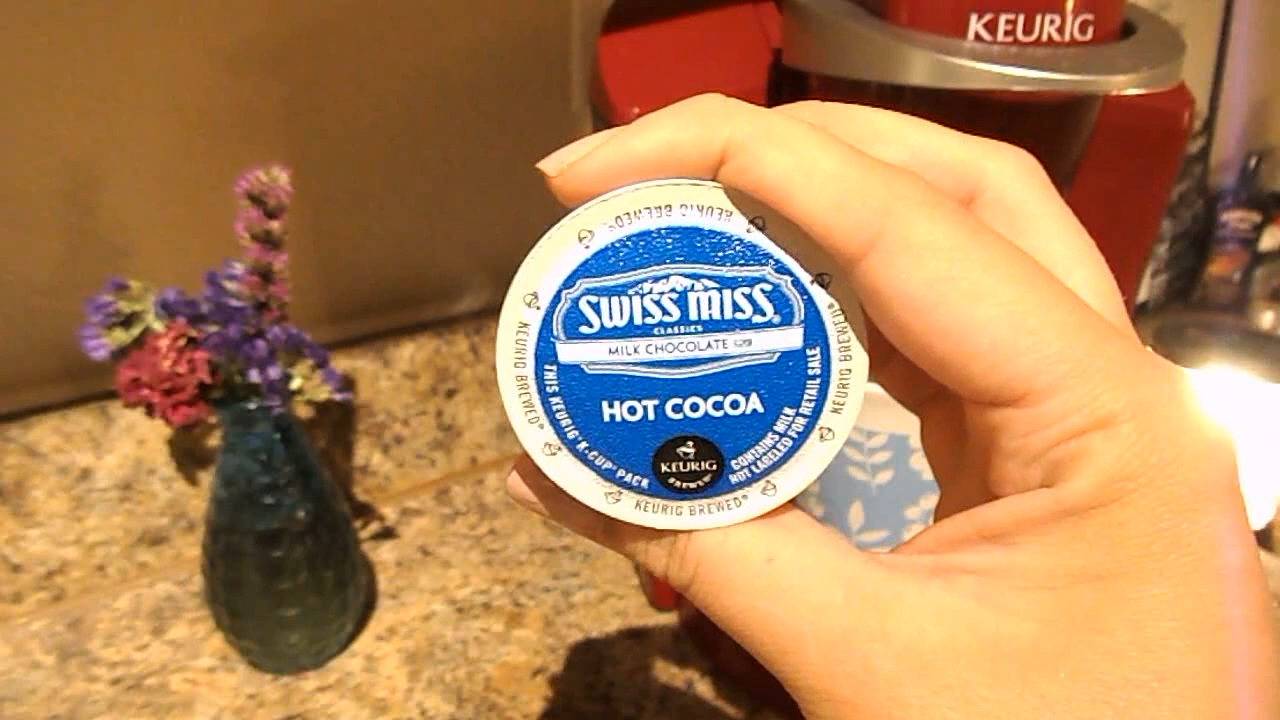 KEURIG
KEURIG BREWED®
SWISS MISS®
CLASSICS
MILK CHOCOLATE
HOT COCOA
THIS KEURIG® K-CUP® PACK
CONTAINS MILK
NOT LABELED FOR RETAIL SALE
KEURIG
BREWED®
KEURIG BREWED®
KEURIG BREWED®
KEURIG BREWED®